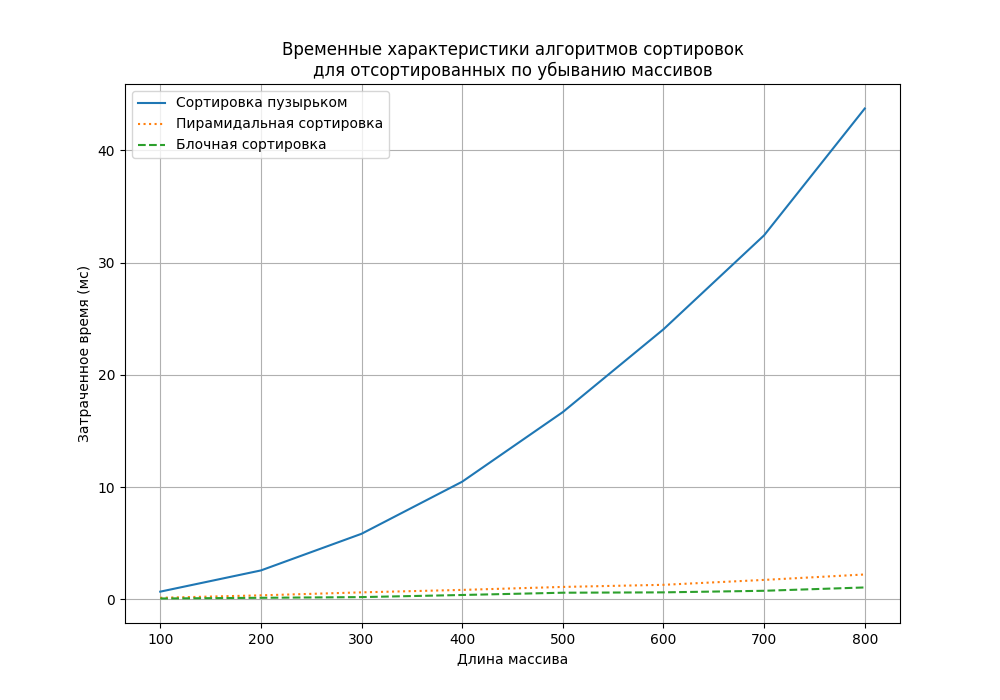 Временные характеристики алгоритмов сортировок
для отсортированных по убыванию массивов
Сортировка пузырьком
Пирамидальная сортировка
Блочная сортировка
Затраченное время (мс)
40
30
20
10
0
100 200 300 400 500 600 700 800
Длина массива